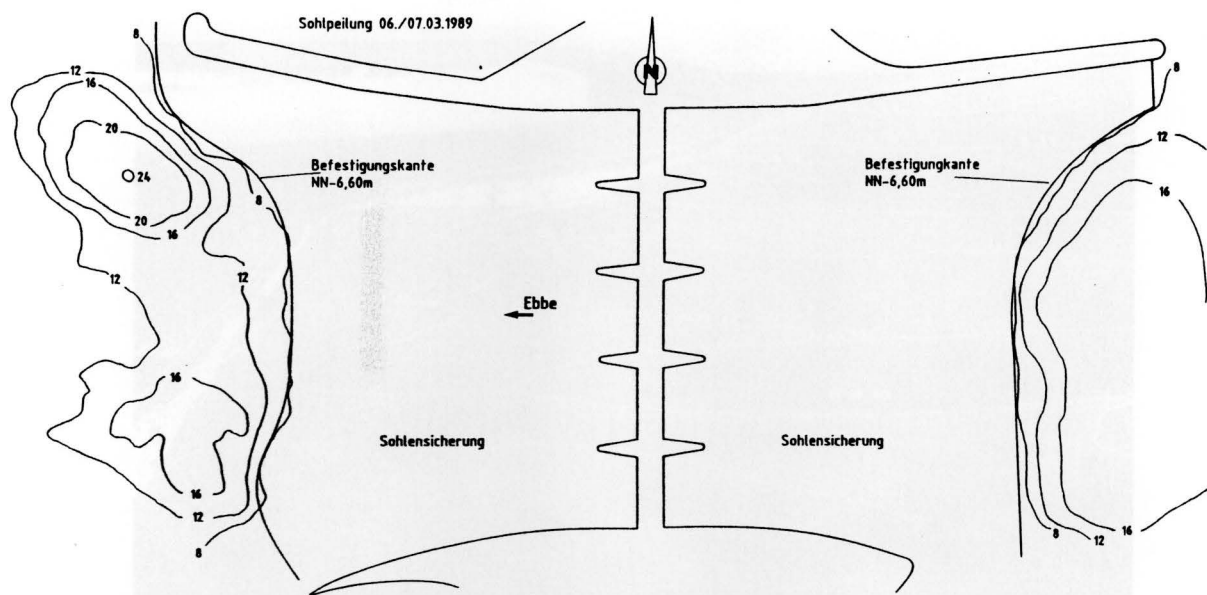 Sohlpeilung 06./07.03.1989
8
N
8
12
16
12
20
Befestigungskante
NN-6,60m
Befestigungkante
NN-6,60m
24
16
8
20
16
12
12
Ebbe
16
Sohlensicherung
Sohlensicherung
16
12
8
8
12
16